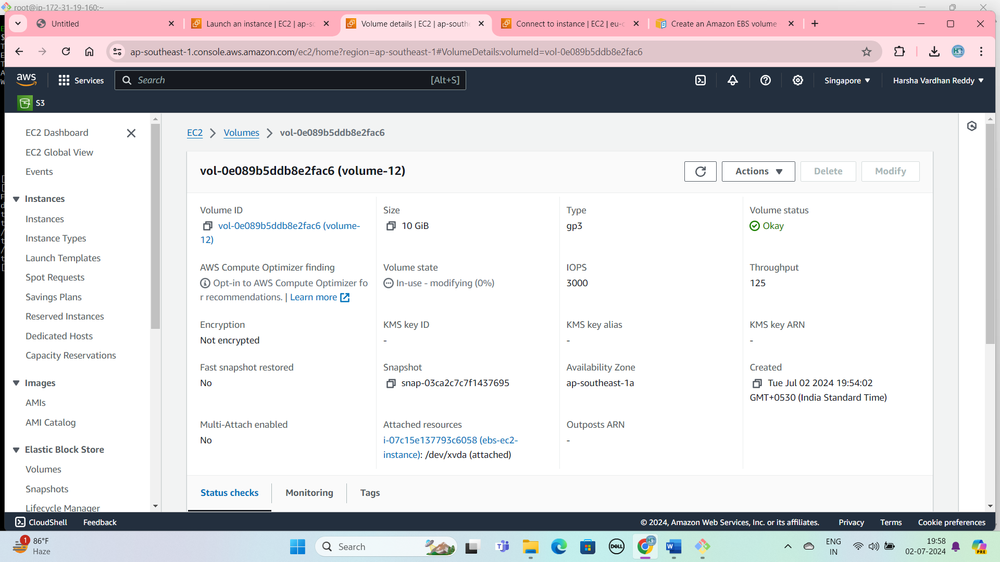 root@ip-172-31-19-160:~
Untitled
Launch an instance | EC2 | ap-so
Volume details | EC2 | ap-southe
Connect to instance | EC2 | eu-c
Create an Amazon EBS volume
ap-southeast-1.console.aws.amazon.com/ec2/home?region=ap-southeast-1#VolumeDetails:volumeId=vol-0e089b5ddb8e2fac6
aws
Services
Search
[Alt+S]
Singapore
Harsha Vardhan Reddy
S3
EC2 Dashboard
EC2 Global View
Events
Instances
Instances
Instance Types
Launch Templates
Spot Requests
Savings Plans
Reserved Instances
Dedicated Hosts
Capacity Reservations
Images
AMIs
AMI Catalog
Elastic Block Store
Volumes
Snapshots
Lifecycle Manager
EC2
Volumes
vol-0e089b5ddb8e2fac6
vol-0e089b5ddb8e2fac6 (volume-12)
Actions
Delete
Modify
Volume ID
vol-0e089b5ddb8e2fac6 (volume-
12)
Size
10 GiB
Type
gp3
Volume status
Okay
AWS Compute Optimizer finding
Opt-in to AWS Compute Optimizer fo
r recommendations. | Learn more
Volume state
In-use - modifying (0%)
IOPS
3000
Throughput
125
Encryption
Not encrypted
KMS key ID
-
KMS key alias
-
KMS key ARN
-
Fast snapshot restored
No
Snapshot
snap-03ca2c7c7f1437695
Availability Zone
ap-southeast-1a
Created
Tue Jul 02 2024 19:54:02
GMT+0530 (India Standard Time)
Multi-Attach enabled
No
Attached resources
i-07c15e137793c6058 (ebs-ec2-
instance): /dev/xvda (attached)
Outposts ARN
-
Status checks
Monitoring
Tags
CloudShell
Feedback
© 2024, Amazon Web Services, Inc. or its affiliates.
Privacy
Terms
Cookie preferences
1
86°F
Haze
Search
DELL
ENG
IN
19:58
02-07-2024
PRE